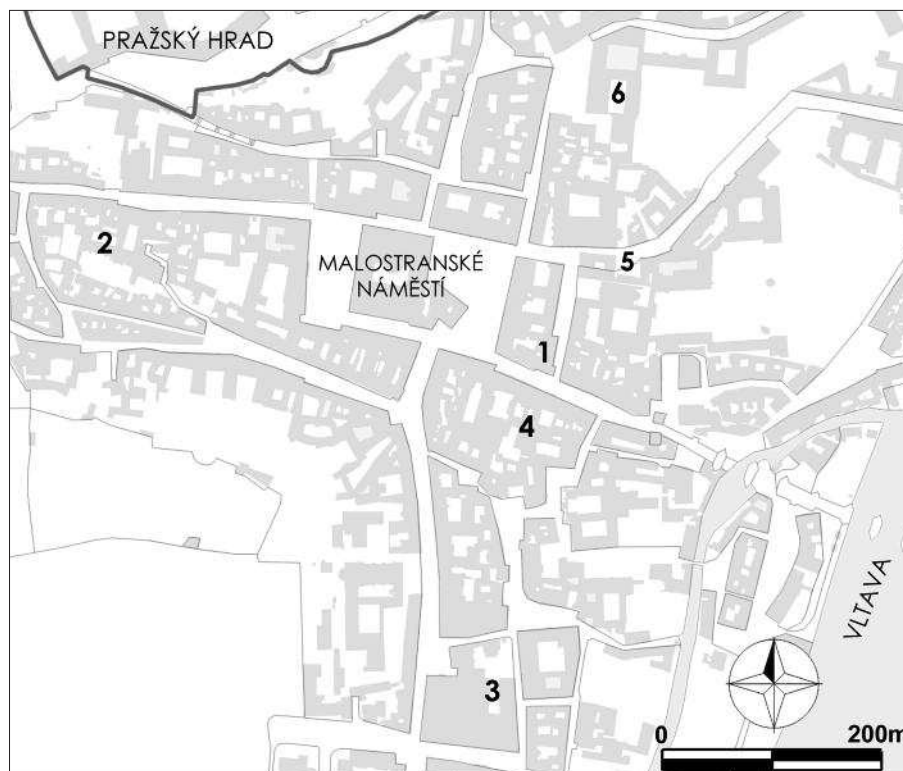 PRAŽSKÝ HRAD
6
2
MALOSTRANSKÉ
NÁMĚSTÍ
5
1
4
VLTAVA
3
0 200m